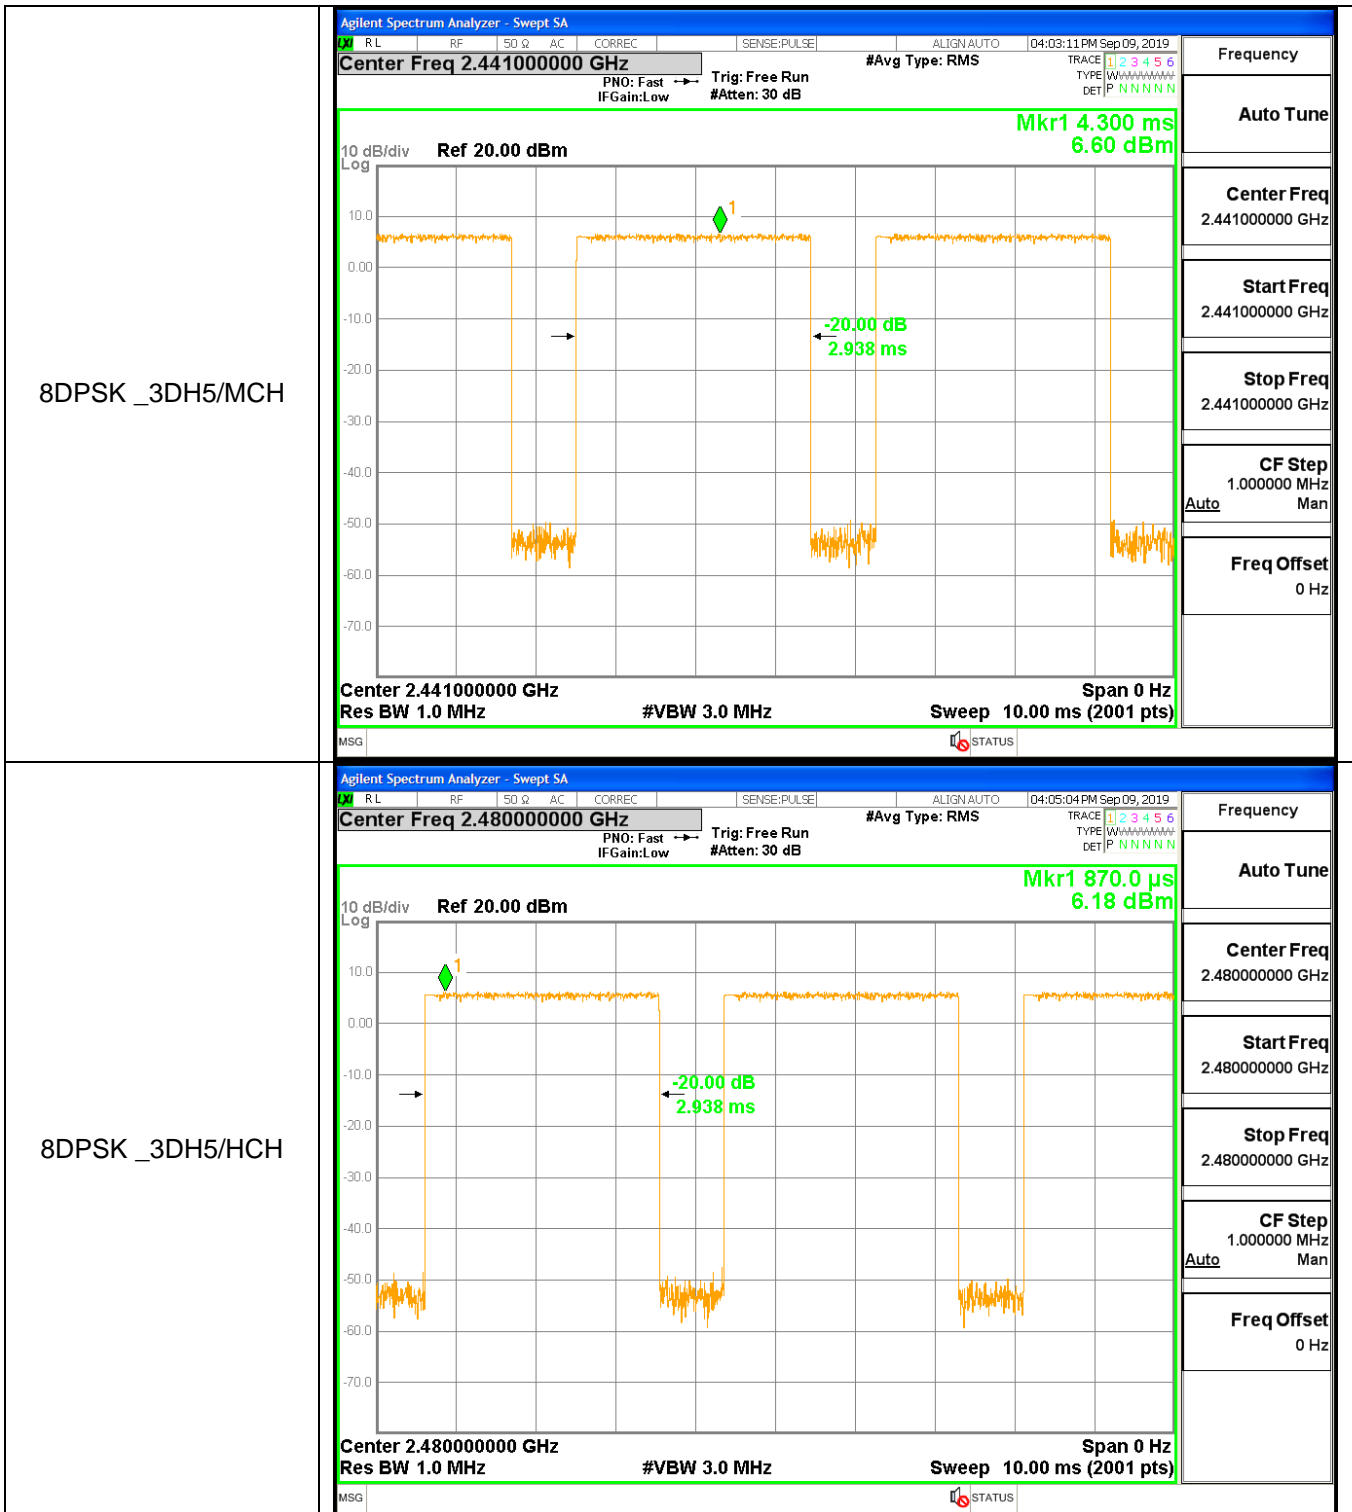 8DPSK _3DH5/MCH
Agilent Spectrum Analyzer - Swept SA
LXI RL RF 50 Ω AC CORREC SENSE:PULSE ALIGN AUTO 04:03:11 PM Sep 09, 2019
Center Freq 2.441000000 GHz #Avg Type: RMS TRACE 1 2 3 4 5 6
PNO: Fast Trig: Free Run TYPE
IFGain:Low #Atten: 30 dB DET P N N N N N
Mkr1 4.300 ms
6.60 dBm
10 dB/div Ref 20.00 dBm
Log
1
10.0
0.00
-10.0
-20.00 dB
2.938 ms
-20.0
-30.0
-40.0
-50.0
-60.0
-70.0
Center 2.441000000 GHz Span 0 Hz
Res BW 1.0 MHz #VBW 3.0 MHz Sweep 10.00 ms (2001 pts)
MSG STATUS
Frequency
Auto Tune
Center Freq
2.441000000 GHz
Start Freq
2.441000000 GHz
Stop Freq
2.441000000 GHz
CF Step
1.000000 MHz
Auto Man
Freq Offset
0 Hz
8DPSK _3DH5/HCH
Agilent Spectrum Analyzer - Swept SA
LXI RL RF 50 Ω AC CORREC SENSE:PULSE ALIGN AUTO 04:05:04 PM Sep 09, 2019
Center Freq 2.480000000 GHz #Avg Type: RMS TRACE 1 2 3 4 5 6
PNO: Fast Trig: Free Run TYPE
IFGain:Low #Atten: 30 dB DET P N N N N N
Mkr1 870.0 µs
6.18 dBm
10 dB/div Ref 20.00 dBm
Log
1
10.0
0.00
-10.0
-20.00 dB
2.938 ms
-20.0
-30.0
-40.0
-50.0
-60.0
-70.0
Center 2.480000000 GHz Span 0 Hz
Res BW 1.0 MHz #VBW 3.0 MHz Sweep 10.00 ms (2001 pts)
MSG STATUS
Frequency
Auto Tune
Center Freq
2.480000000 GHz
Start Freq
2.480000000 GHz
Stop Freq
2.480000000 GHz
CF Step
1.000000 MHz
Auto Man
Freq Offset
0 Hz